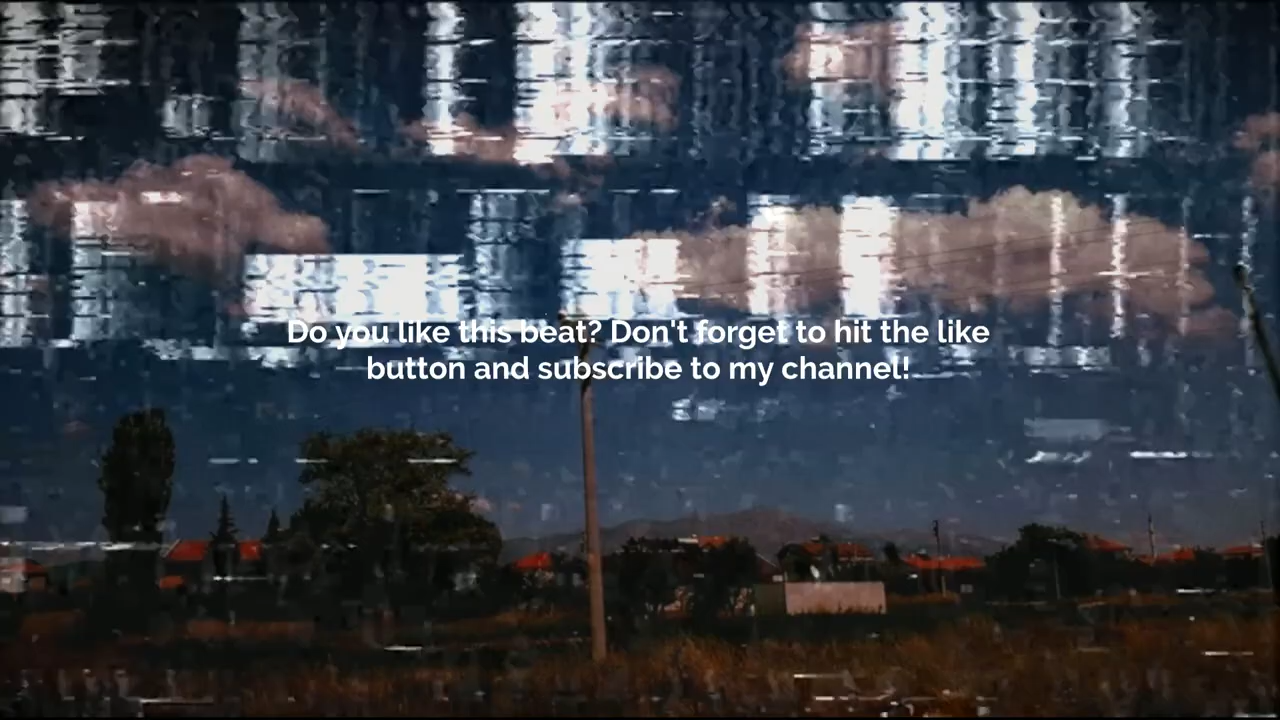 Do you like this beat? Don't forget to hit the like
button and subscribe to my channel!